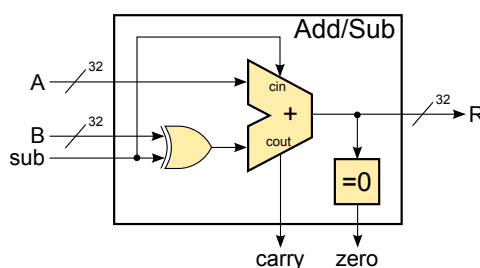 Add/Sub
32
A
cin
32
+
32
R
B
cout
sub
=0
carry
zero